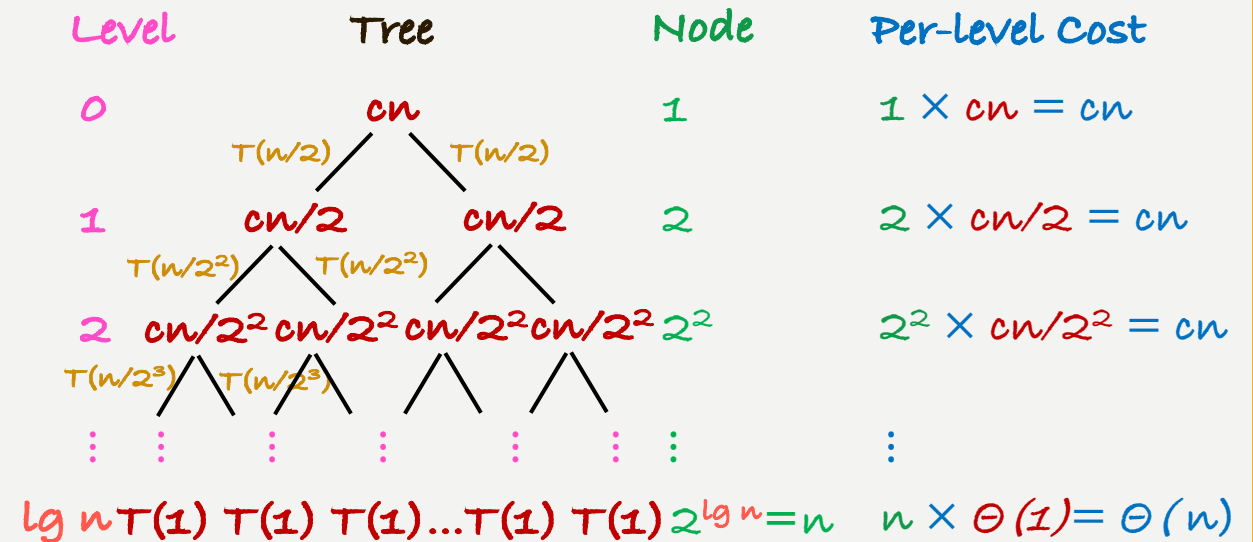 Level Tree Node Per-level Cost
0 cn 1 1 × cn = cn
T(n/2) T(n/2)
1 cn/2 cn/2 2 2 × cn/2 = cn
T(n/2²) T(n/2²)
2 cn/2² cn/2² cn/2² cn/2² 2² 2² × cn/2² = cn
T(n/2³) T(n/2³)
⋮ ⋮ ⋮ ⋮ ⋮ ⋮ ⋮ ⋮
lg n T(1) T(1) T(1)...T(1) T(1) 2^lg n=n n × Θ(1)= Θ(n)